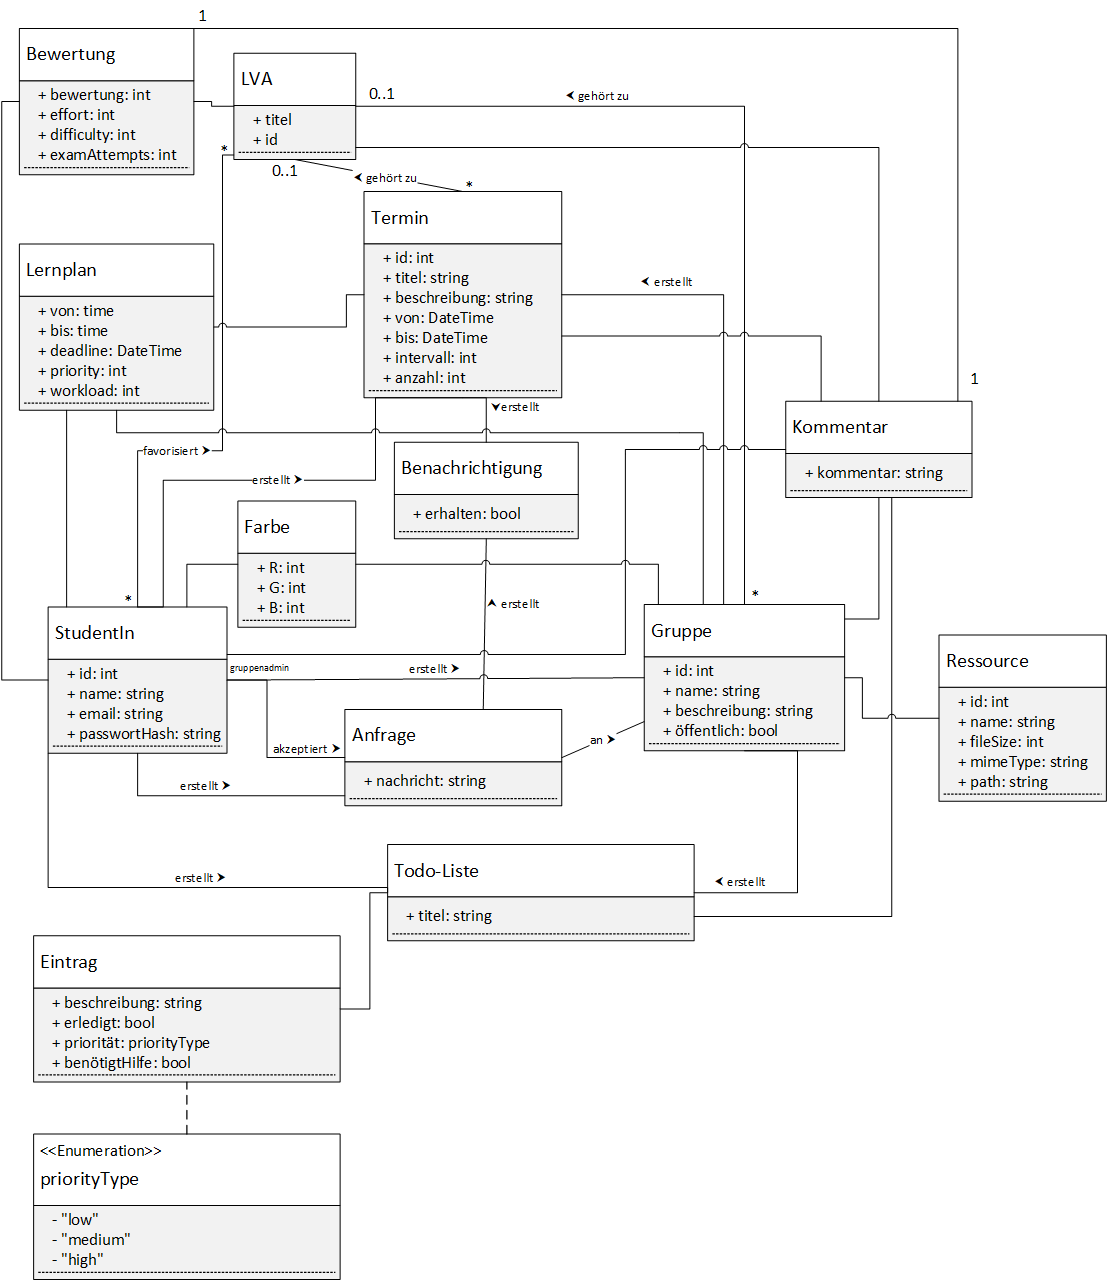 1
Bewertung
+ bewertung: int
+ effort: int
+ difficulty: int
+ examAttempts: int
LVA
+ titel
+ id
0..1
gehört zu
*
0..1
gehört zu
*
Termin
+ id: int
+ titel: string
+ beschreibung: string
+ von: DateTime
+ bis: DateTime
+ intervall: int
+ anzahl: int
Lernplan
+ von: time
+ bis: time
+ deadline: DateTime
+ priority: int
+ workload: int
erstellt
1
Kommentar
+ kommentar: string
erstellt
favorisiert
erstellt
Benachrichtigung
+ erhalten: bool
Farbe
+ R: int
+ G: int
+ B: int
erstellt
*
StudentIn
+ id: int
+ name: string
+ email: string
+ passwortHash: string
*
Gruppe
+ id: int
+ name: string
+ beschreibung: string
+ öffentlich: bool
Ressource
+ id: int
+ name: string
+ fileSize: int
+ mimeType: string
+ path: string
gruppenadmin
erstellt
akzeptiert
an
Anfrage
+ nachricht: string
erstellt
erstellt
Todo-Liste
+ titel: string
erstellt
Eintrag
+ beschreibung: string
+ erledigt: bool
+ priorität: priorityType
+ benötigtHilfe: bool
<<Enumeration>>
priorityType
- "low"
- "medium"
- "high"